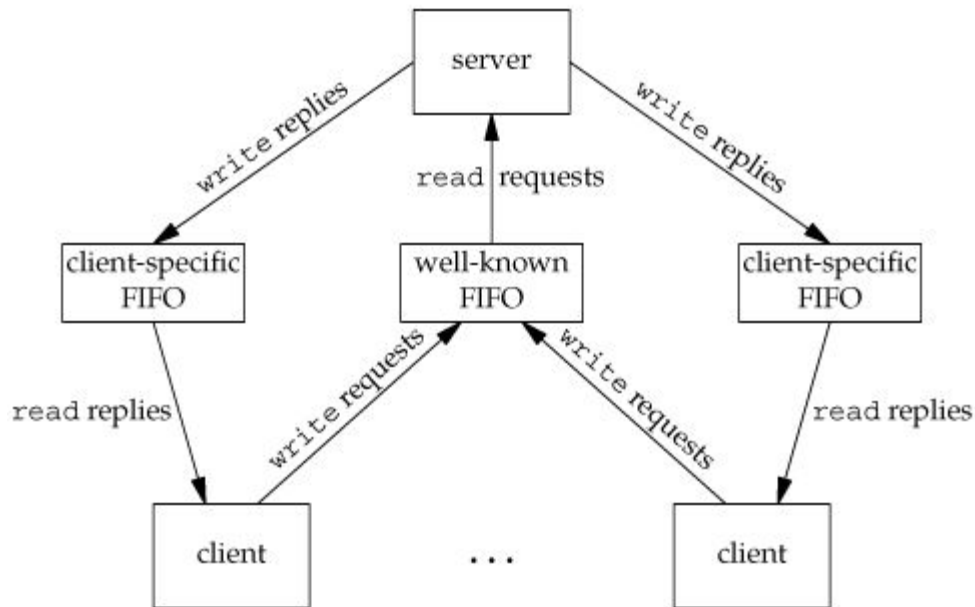 server
write replies
write replies
read requests
client-specific
FIFO
well-known
FIFO
client-specific
FIFO
read replies
write requests
write requests
read replies
client
...
client